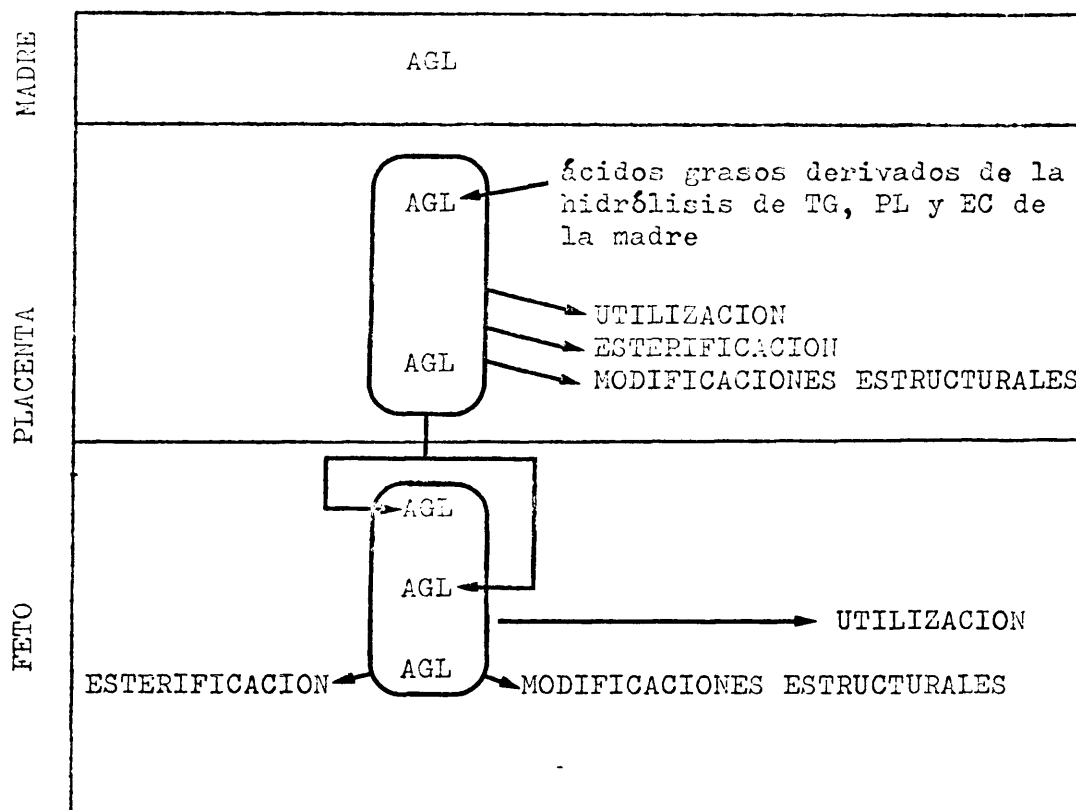 MADRE
AGL
PLACENTA
AGL
ácidos grasos derivados de la
hidrólisis de TG, PL y EC de
la madre
UTILIZACION
ESTERIFICACION
AGL
MODIFICACIONES ESTRUCTURALES
FETO
AGL
AGL
UTILIZACION
AGL
ESTERIFICACION
MODIFICACIONES ESTRUCTURALES